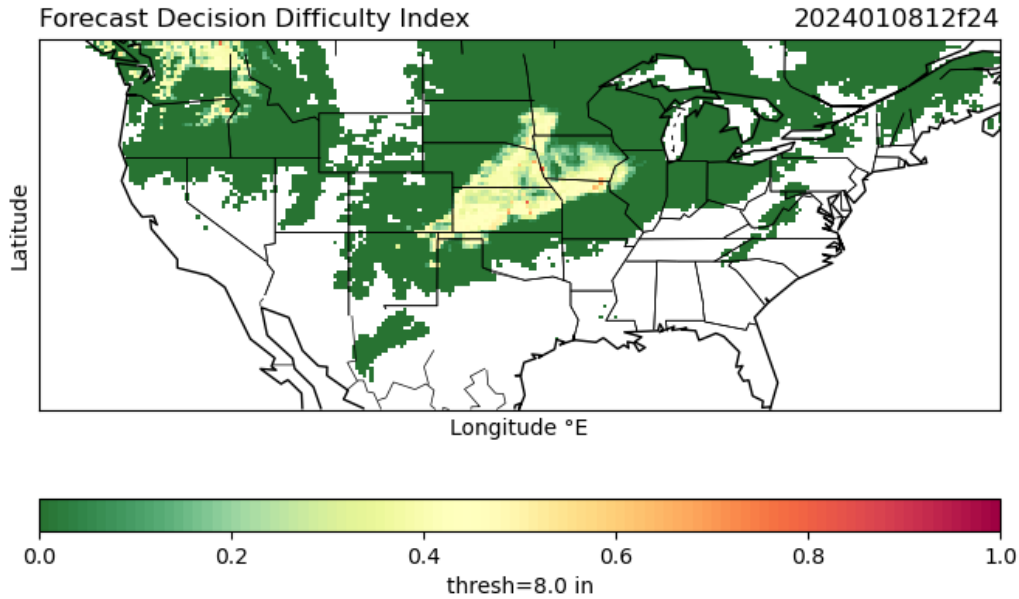 Forecast Decision Difficulty Index 2024010812f24
Latitude
Longitude °E
0.0 0.2 0.4 0.6 0.8 1.0
thresh=8.0 in